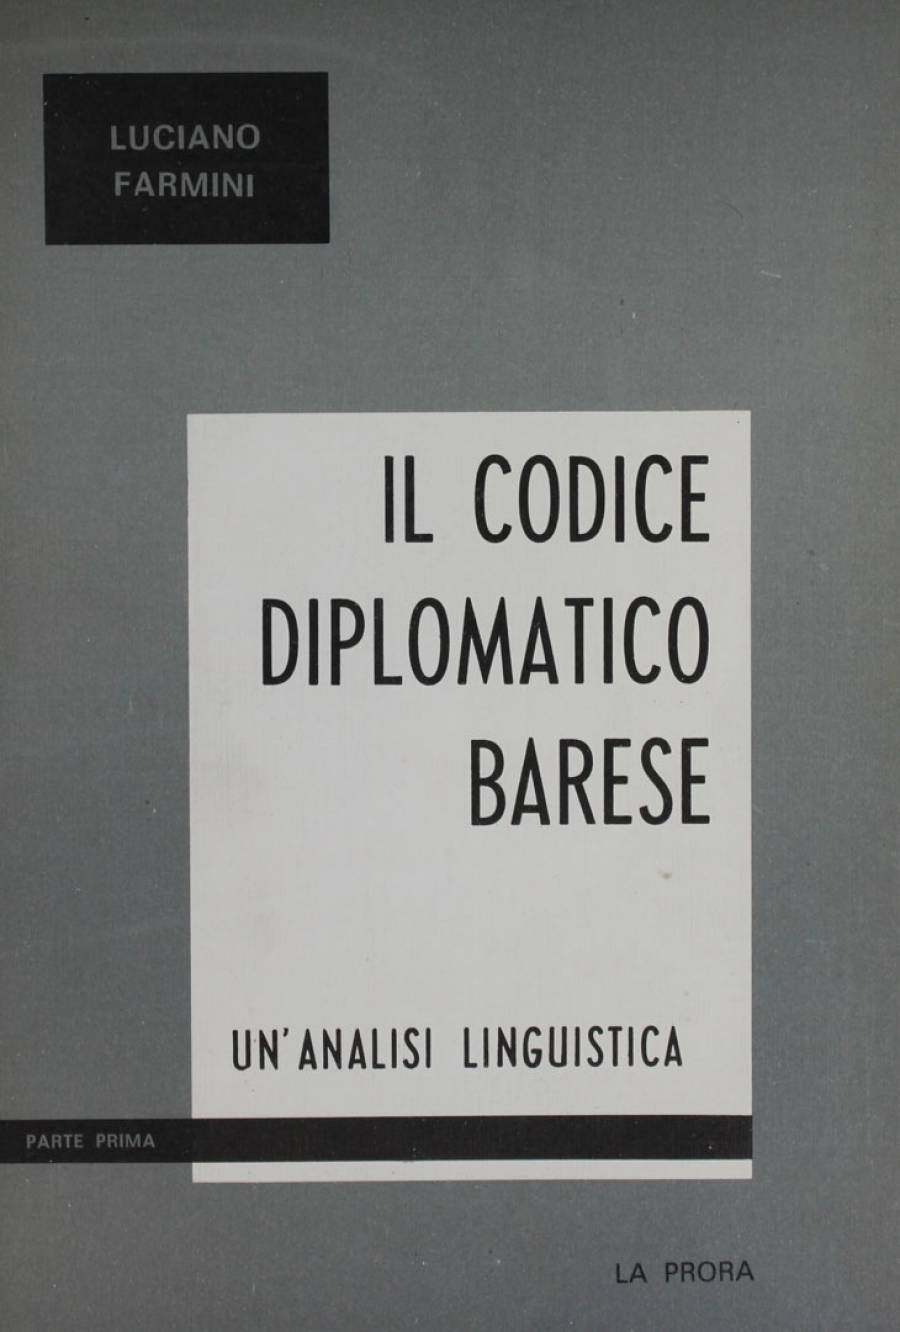 LUCIANO
FARMINI
IL CODICE
DIPLOMATICO
BARESE
UN'ANALISI LINGUISTICA
PARTE PRIMA
LA PRORA